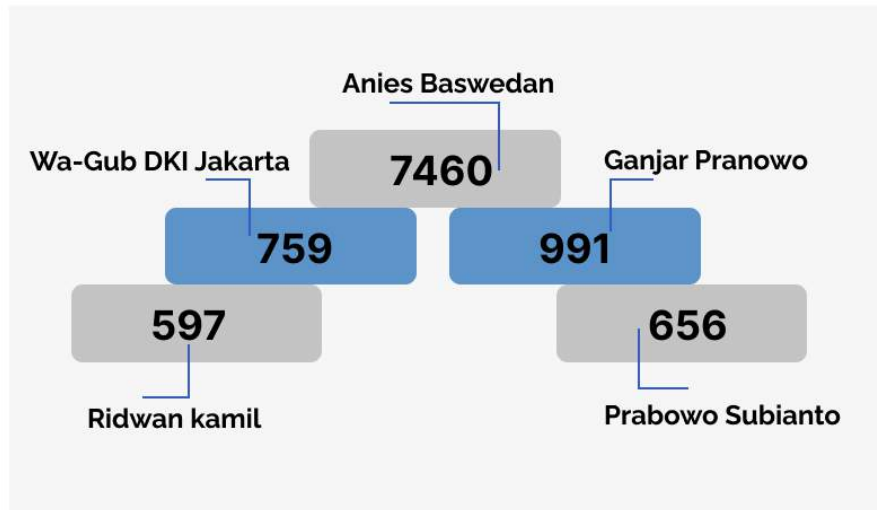 Anies Baswedan
7460
Wa-Gub DKI Jakarta
759
Ganjar Pranowo
991
597
Ridwan kamil
656
Prabowo Subianto